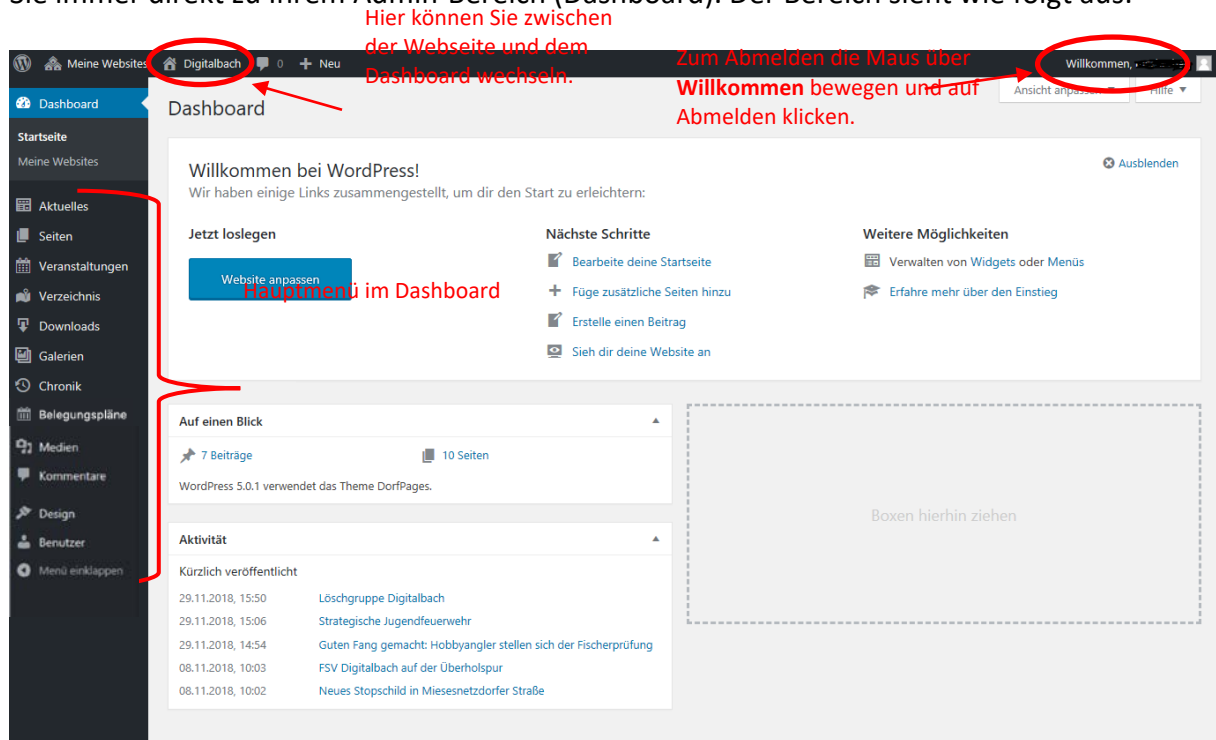 Sie immer direkt zu Ihrem Admin-Bereich (Dashboard). Der Bereich sieht wie folgt aus:
Hier können Sie zwischen
der Webseite und dem
Dashboard wechseln.
Zum Abmelden die Maus über
Willkommen bewegen und auf
Abmelden klicken.
Meine Websites
Digitalbach
0
+ Neu
Willkommen,
Dashboard
Startseite
Meine Websites
Aktuelles
Seiten
Veranstaltungen
Verzeichnis
Downloads
Galerien
Chronik
Belegungspläne
Medien
Kommentare
Design
Benutzer
Menü einklappen
Dashboard
Ansicht anpassen
Hilfe
Willkommen bei WordPress!
Wir haben einige Links zusammengestellt, um dir den Start zu erleichtern:
Ausblenden
Jetzt loslegen
Website anpassen
Hauptmenü im Dashboard
Nächste Schritte
Bearbeite deine Startseite
Füge zusätzliche Seiten hinzu
Erstelle einen Beitrag
Sieh dir deine Website an
Weitere Möglichkeiten
Verwalten von Widgets oder Menüs
Erfahre mehr über den Einstieg
Auf einen Blick
7 Beiträge
10 Seiten
WordPress 5.0.1 verwendet das Theme DorfPages.
Aktivität
Kürzlich veröffentlicht
29.11.2018, 15:50 Löschgruppe Digitalbach
29.11.2018, 15:06 Strategische Jugendfeuerwehr
29.11.2018, 14:54 Guten Fang gemacht: Hobbyangler stellen sich der Fischerprüfung
08.11.2018, 10:03 FSV Digitalbach auf der Überholspur
08.11.2018, 10:02 Neues Stopschild in Miesesnetzdorfer Straße
Boxen hierhin ziehen